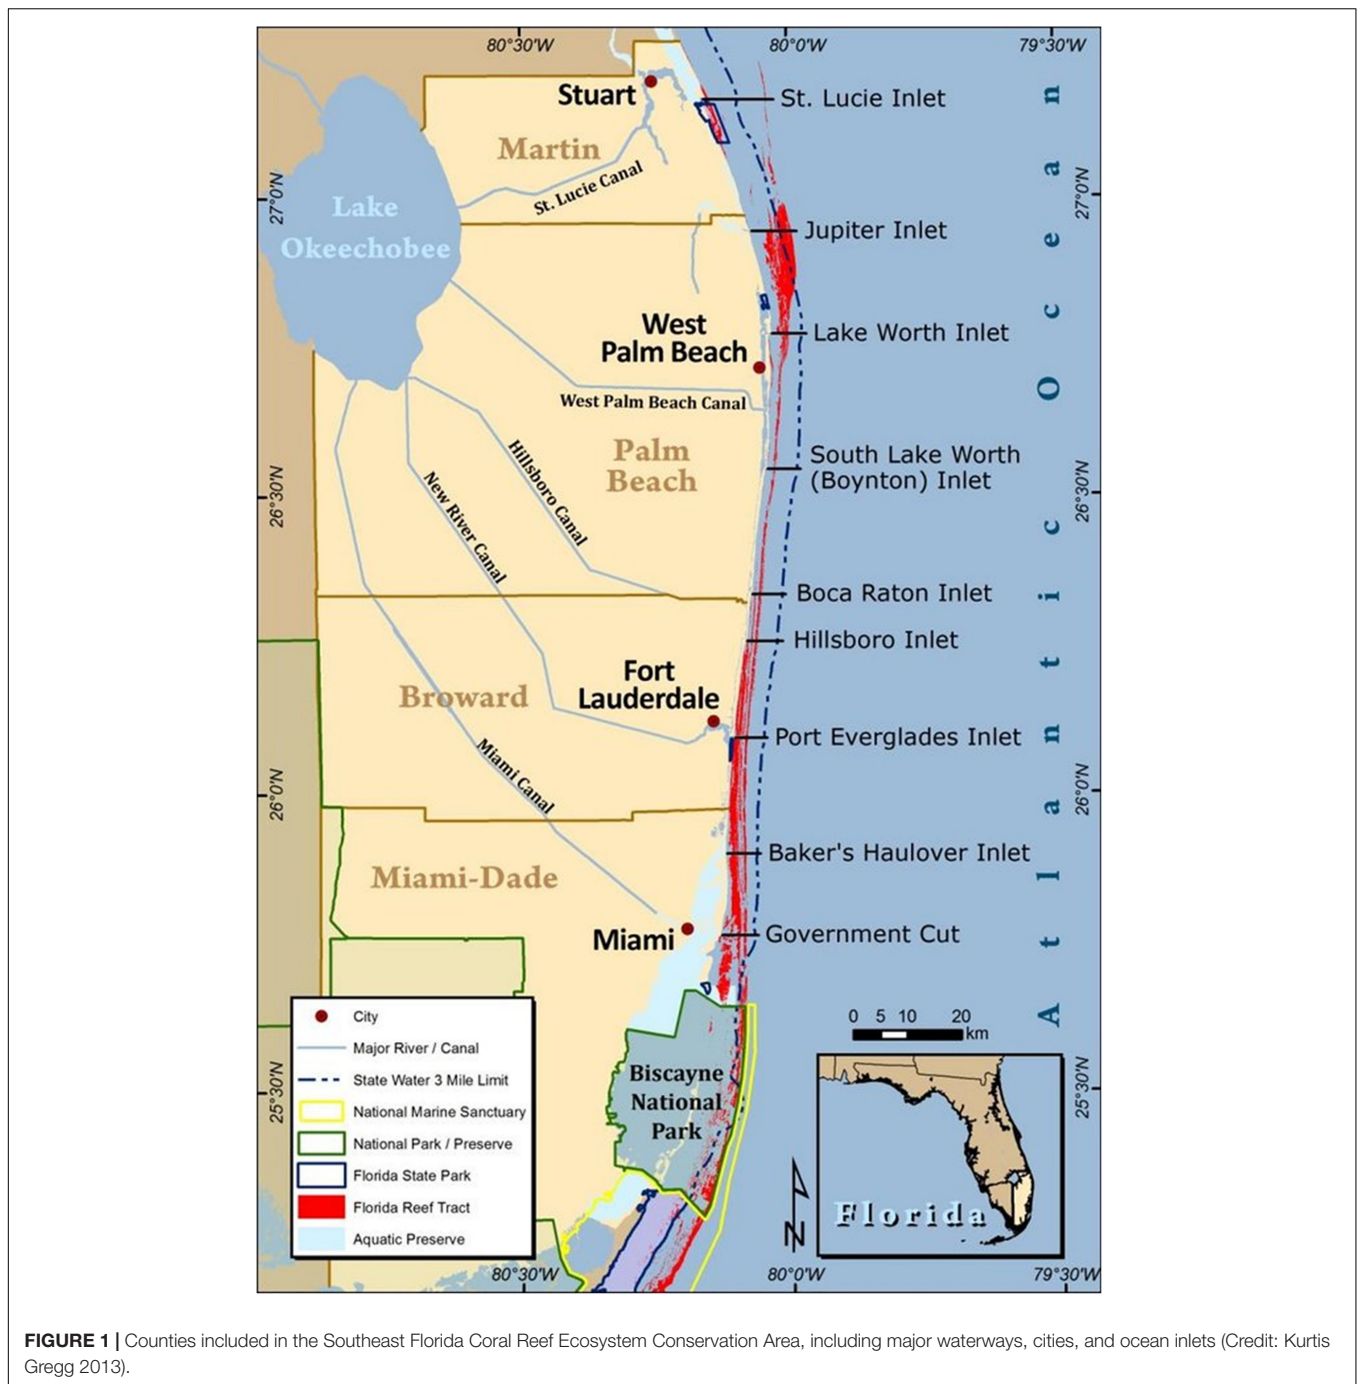 80°30'W
80°0'W
79°30'W
Stuart
St. Lucie Inlet
Martin
St. Lucie Canal
27°0'N
27°0'N
Lake
Okeechobee
Jupiter Inlet
West
Palm Beach
Lake Worth Inlet
West Palm Beach Canal
Palm
Beach
South Lake Worth
(Boynton) Inlet
Hillsboro Canal
New River Canal
26°30'N
26°30'N
Boca Raton Inlet
Hillsboro Inlet
Fort
Lauderdale
Broward
Port Everglades Inlet
Miami Canal
26°0'N
26°0'N
Baker's Haulover Inlet
Miami-Dade
Miami
Government Cut
Atlantic Ocean
0 5 10 20
km
City
Major River / Canal
State Water 3 Mile Limit
National Marine Sanctuary
National Park / Preserve
Florida State Park
Florida Reef Tract
Aquatic Preserve
Biscayne
National
Park
25°30'N
25°30'N
N
Florida
80°30'W
80°0'W
79°30'W
FIGURE 1 | Counties included in the Southeast Florida Coral Reef Ecosystem Conservation Area, including major waterways, cities, and ocean inlets (Credit: Kurtis
Gregg 2013).